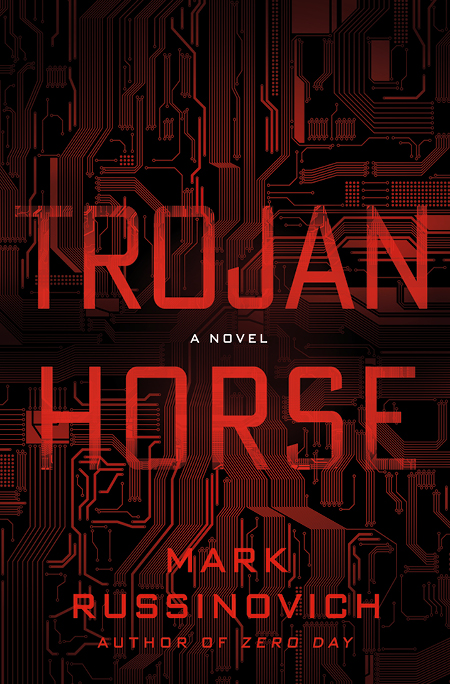 TROJAN
A NOVEL
HORSE
MARK
RUSSINOVICH
AUTHOR OF ZERO DAY